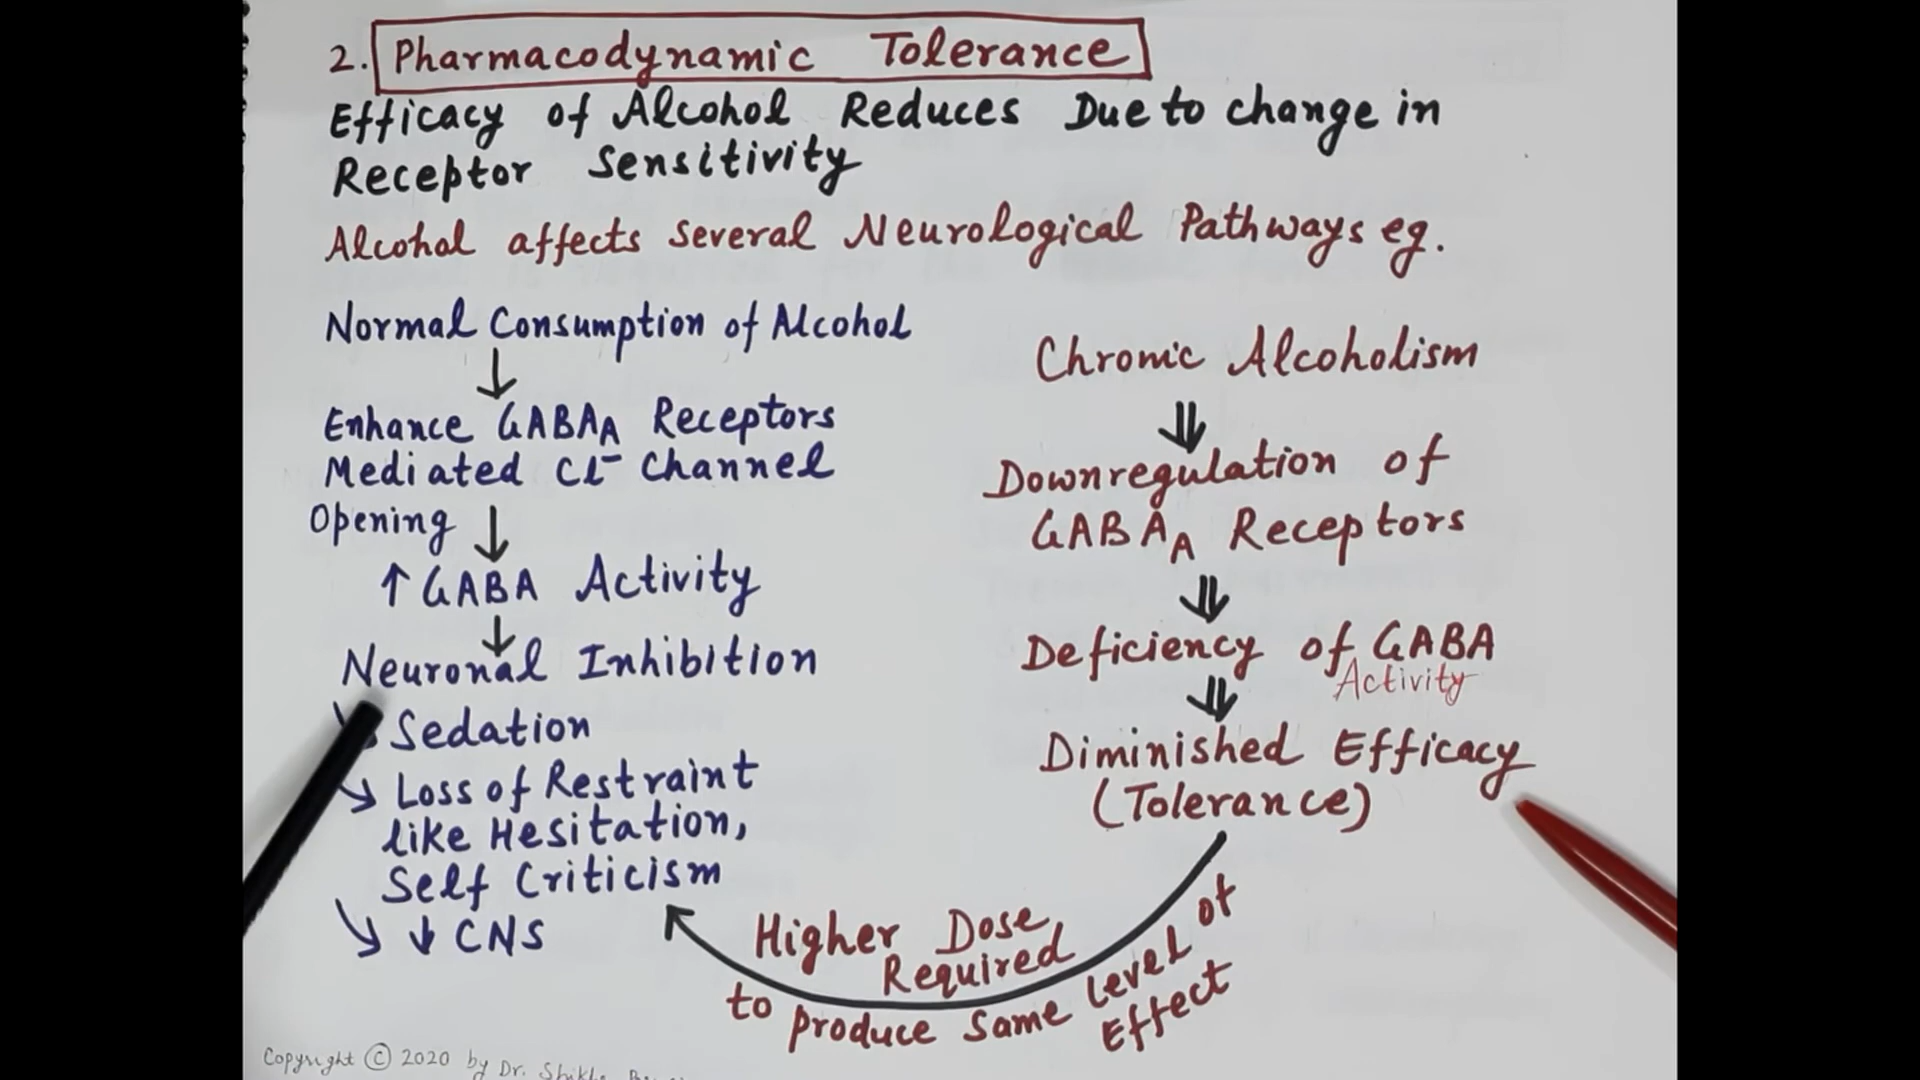 2. Pharmacodynamic Tolerance
Efficacy of Alcohol Reduces Due to change in
Receptor Sensitivity
Alcohal affects several Neurological Pathways eg.
Normal Consumption of Alcohol
↓
Enhance GABA_A Receptors
Mediated Cl⁻ Channel
Opening ↓
↑ GABA Activity
↓
Neuronal Inhibition
↘ Sedation
↘ Loss of Restraint
like Hesitation,
Self Criticism
↘ ↓ CNS
Chronic Alcoholism
⇓
Downregulation of
GABA_A Receptors
⇓
Deficiency of GABA
Activity
⇓
Diminished Efficacy
(Tolerance)
Higher Dose
Required
to produce same level of
Effect
Copyright © 2020 by Dr.